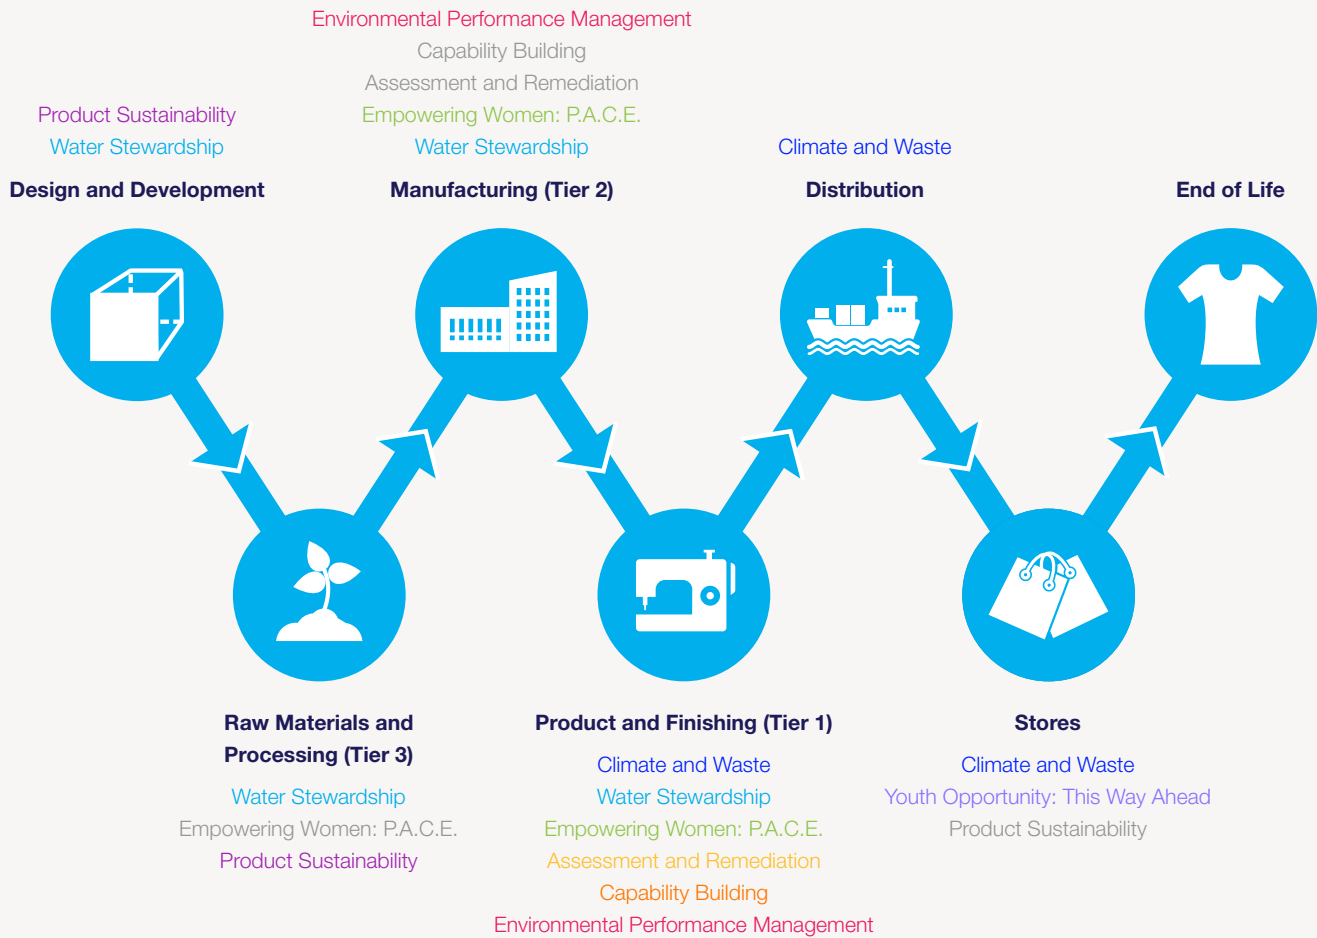 Product Sustainability
Water Stewardship
Design and Development
Environmental Performance Management
Capability Building
Assessment and Remediation
Empowering Women: P.A.C.E.
Water Stewardship
Manufacturing (Tier 2)
Climate and Waste
Distribution
End of Life
Raw Materials and
Processing (Tier 3)
Water Stewardship
Empowering Women: P.A.C.E.
Product Sustainability
Product and Finishing (Tier 1)
Climate and Waste
Water Stewardship
Empowering Women: P.A.C.E.
Assessment and Remediation
Capability Building
Environmental Performance Management
Stores
Climate and Waste
Youth Opportunity: This Way Ahead
Product Sustainability